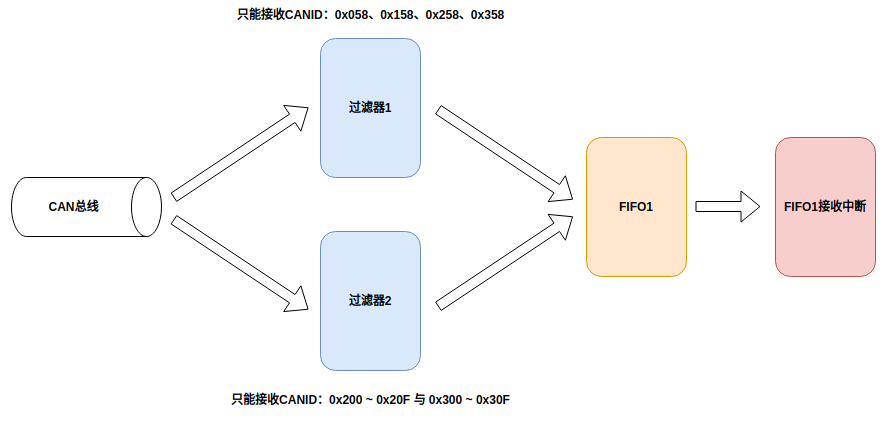 只能接收CANID：0x058、0x158、0x258、0x358
过滤器1
CAN总线
FIFO1
FIFO1接收中断
过滤器2
只能接收CANID：0x200 ~ 0x20F 与 0x300 ~ 0x30F